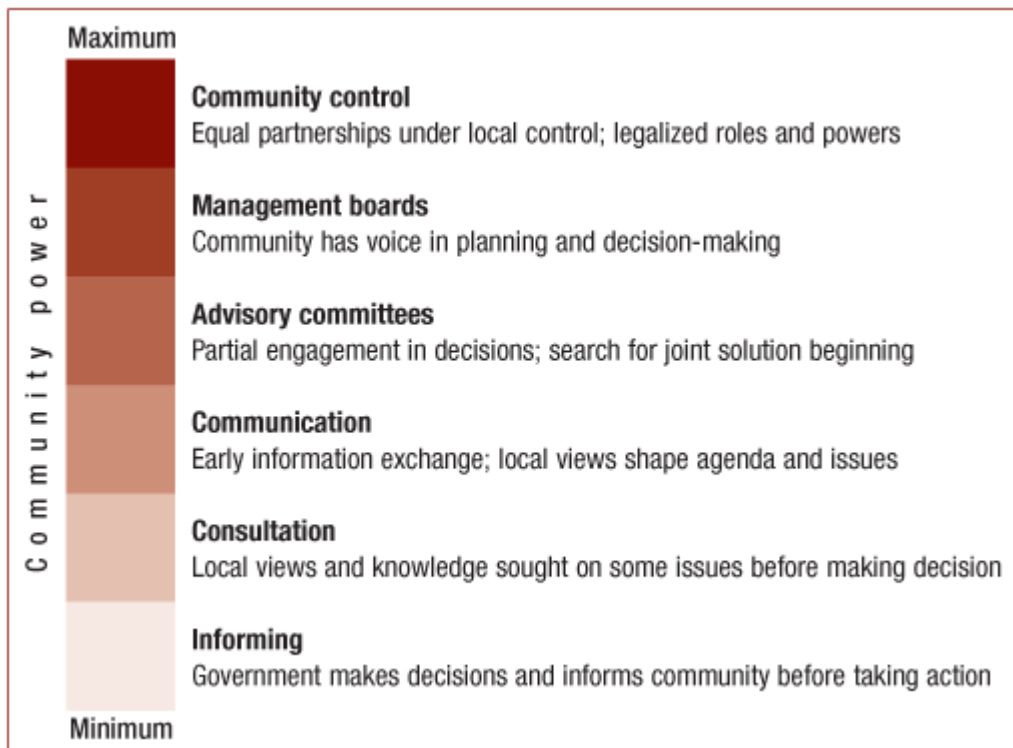 Maximum
Community power
Community control
Equal partnerships under local control; legalized roles and powers
Management boards
Community has voice in planning and decision-making
Advisory committees
Partial engagement in decisions; search for joint solution beginning
Communication
Early information exchange; local views shape agenda and issues
Consultation
Local views and knowledge sought on some issues before making decision
Informing
Government makes decisions and informs community before taking action
Minimum